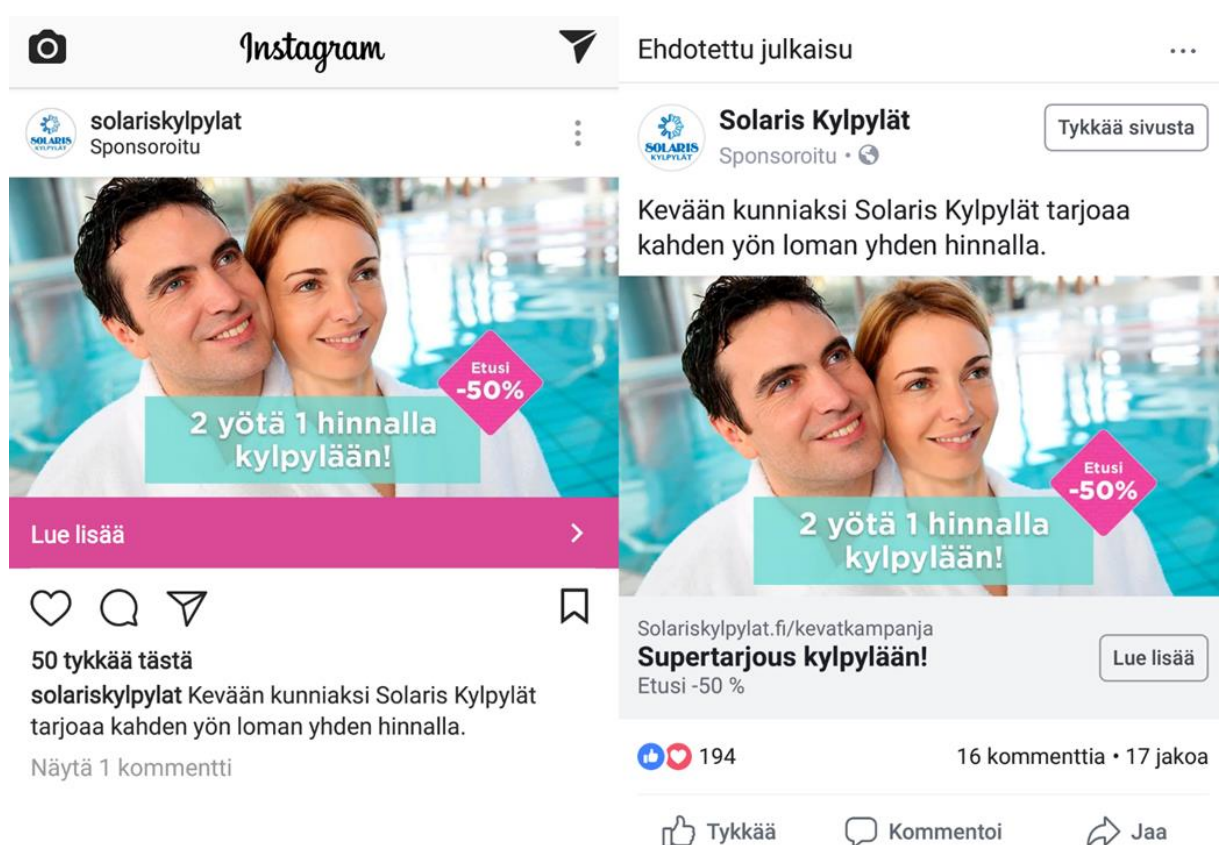 Instagram
SOLARIS
KYLPYLÄT
solariskylpylat
Sponsoroitu
Etusi
-50%
2 yötä 1 hinnalla
kylpylään!
Lue lisää
50 tykkää tästä
solariskylpylat Kevään kunniaksi Solaris Kylpylät
tarjoaa kahden yön loman yhden hinnalla.
Näytä 1 kommentti
Ehdotettu julkaisu
SOLARIS
KYLPYLÄT
Solaris Kylpylät
Sponsoroitu •
Tykkää sivusta
Kevään kunniaksi Solaris Kylpylät tarjoaa
kahden yön loman yhden hinnalla.
Etusi
-50%
2 yötä 1 hinnalla
kylpylään!
Solariskylpylat.fi/kevatkampanja
Supertarjous kylpylään!
Etusi -50 %
Lue lisää
194
16 kommenttia • 17 jakoa
Tykkää
Kommentoi
Jaa